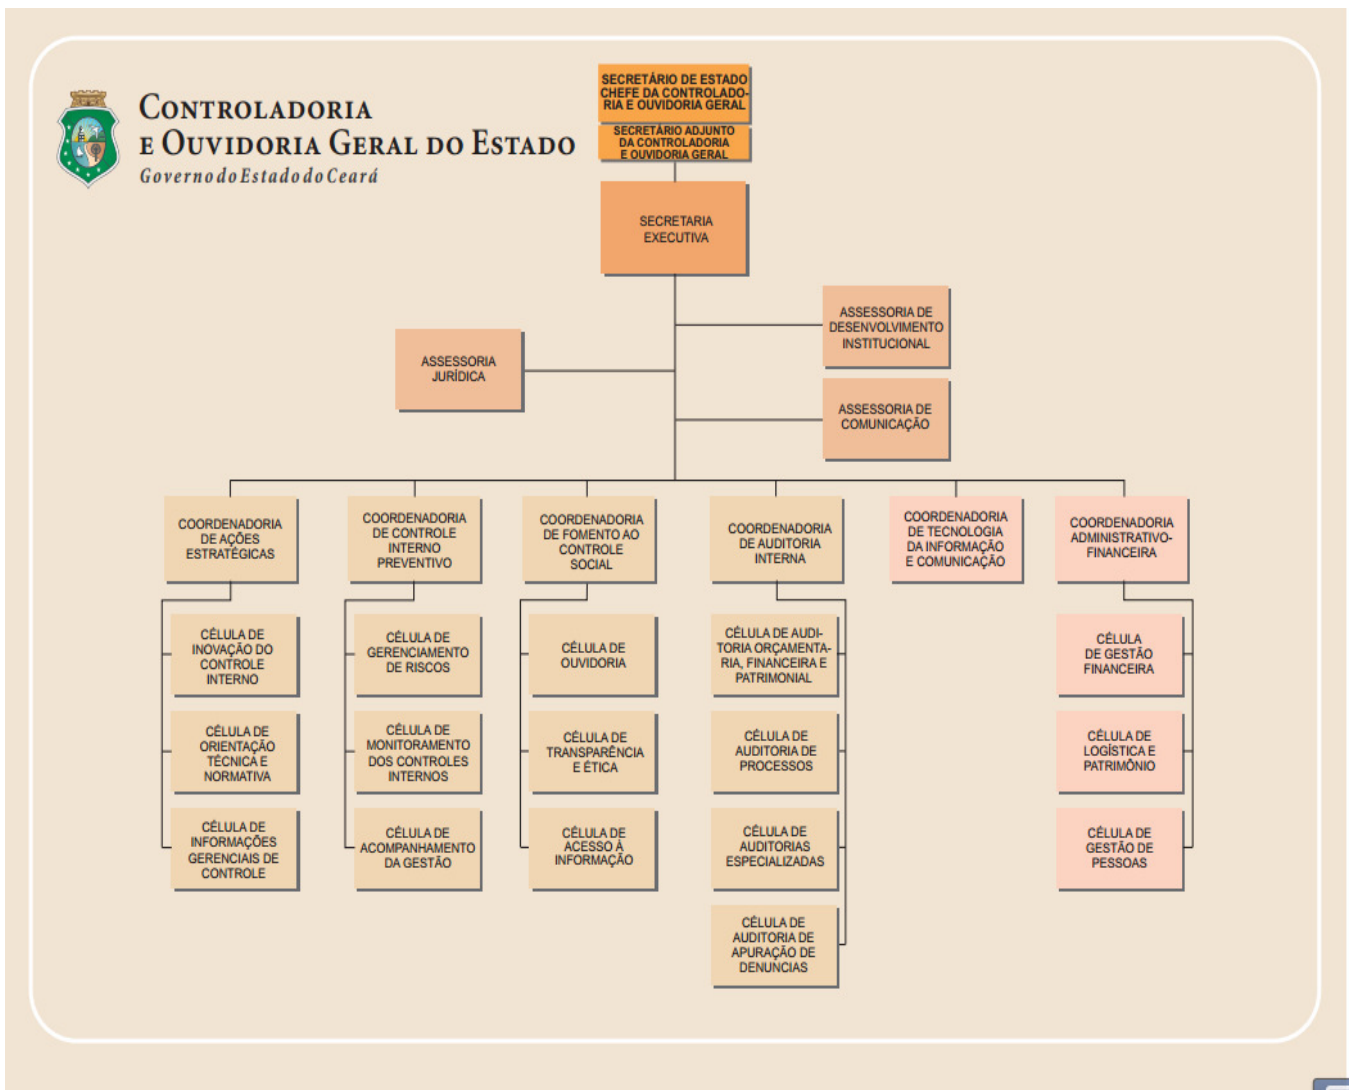 CONTROLADORIA
E OUVIDORIA GERAL DO ESTADO
Governo do Estado do Ceará
SECRETÁRIO DE ESTADO
CHEFE DA CONTROLADO-
RIA E OUVIDORIA GERAL
SECRETÁRIO ADJUNTO
DA CONTROLADORIA
E OUVIDORIA GERAL
SECRETARIA
EXECUTIVA
ASSESSORIA DE
DESENVOLVIMENTO
INSTITUCIONAL
ASSESSORIA
JURÍDICA
ASSESSORIA DE
COMUNICAÇÃO
COORDENADORIA
DE AÇÕES
ESTRATÉGICAS
COORDENADORIA
DE CONTROLE
INTERNO
PREVENTIVO
COORDENADORIA
DE FOMENTO AO
CONTROLE
SOCIAL
COORDENADORIA
DE AUDITORIA
INTERNA
COORDENADORIA
DE TECNOLOGIA
DA INFORMAÇÃO
E COMUNICAÇÃO
COORDENADORIA
ADMINISTRATIVO-
FINANCEIRA
CÉLULA DE
INOVAÇÃO DO
CONTROLE
INTERNO
CÉLULA DE
GERENCIAMENTO
DE RISCOS
CÉLULA DE
OUVIDORIA
CÉLULA DE AUDI-
TORIA ORÇAMENTA-
RIA, FINANCEIRA E
PATRIMONIAL
CÉLULA
DE GESTÃO
FINANCEIRA
CÉLULA DE
ORIENTAÇÃO
TÉCNICA E
NORMATIVA
CÉLULA DE
MONITORAMENTO
DOS CONTROLES
INTERNOS
CÉLULA DE
TRANSPARÊNCIA
E ÉTICA
CÉLULA DE
AUDITORIA DE
PROCESSOS
CÉLULA DE
LOGÍSTICA E
PATRIMÔNIO
CÉLULA DE
INFORMAÇÕES
GERENCIAIS DE
CONTROLE
CÉLULA DE
ACOMPANHAMENTO
DA GESTÃO
CÉLULA DE
ACESSO À
INFORMAÇÃO
CÉLULA DE
AUDITORIAS
ESPECIALIZADAS
CÉLULA DE
GESTÃO DE
PESSOAS
CÉLULA DE
AUDITORIA DE
APURAÇÃO DE
DENUNCIAS